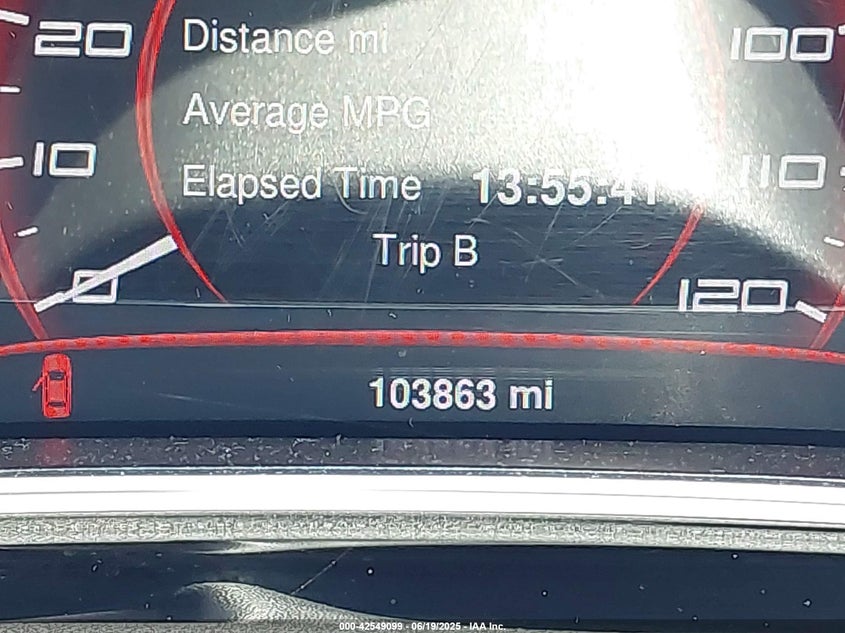 20
Distance mi
100
Average MPG
10
Elapsed Time 13:55:41
110
Trip B
0
120
103863 mi
000-42549099 - 06/19/2025 - IAA Inc.